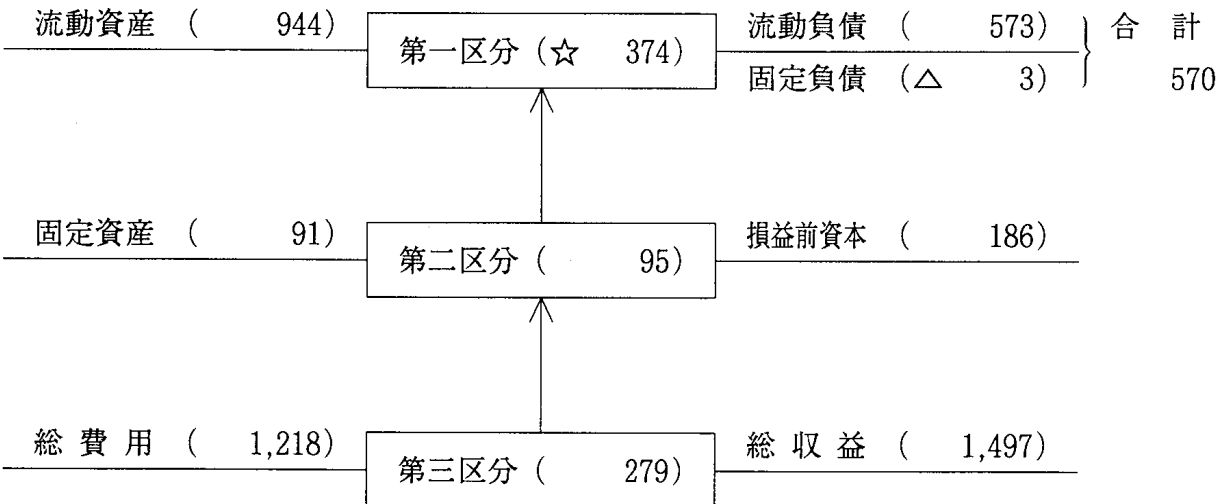 流動資産 ( 944) 第一区分 (☆ 374) 流動負債 ( 573) 合 計
固定負債 (△ 3) 570
固定資産 ( 91) 第二区分 ( 95) 損益前資本 ( 186)
総 費 用 ( 1,218) 第三区分 ( 279) 総 収 益 ( 1,497)